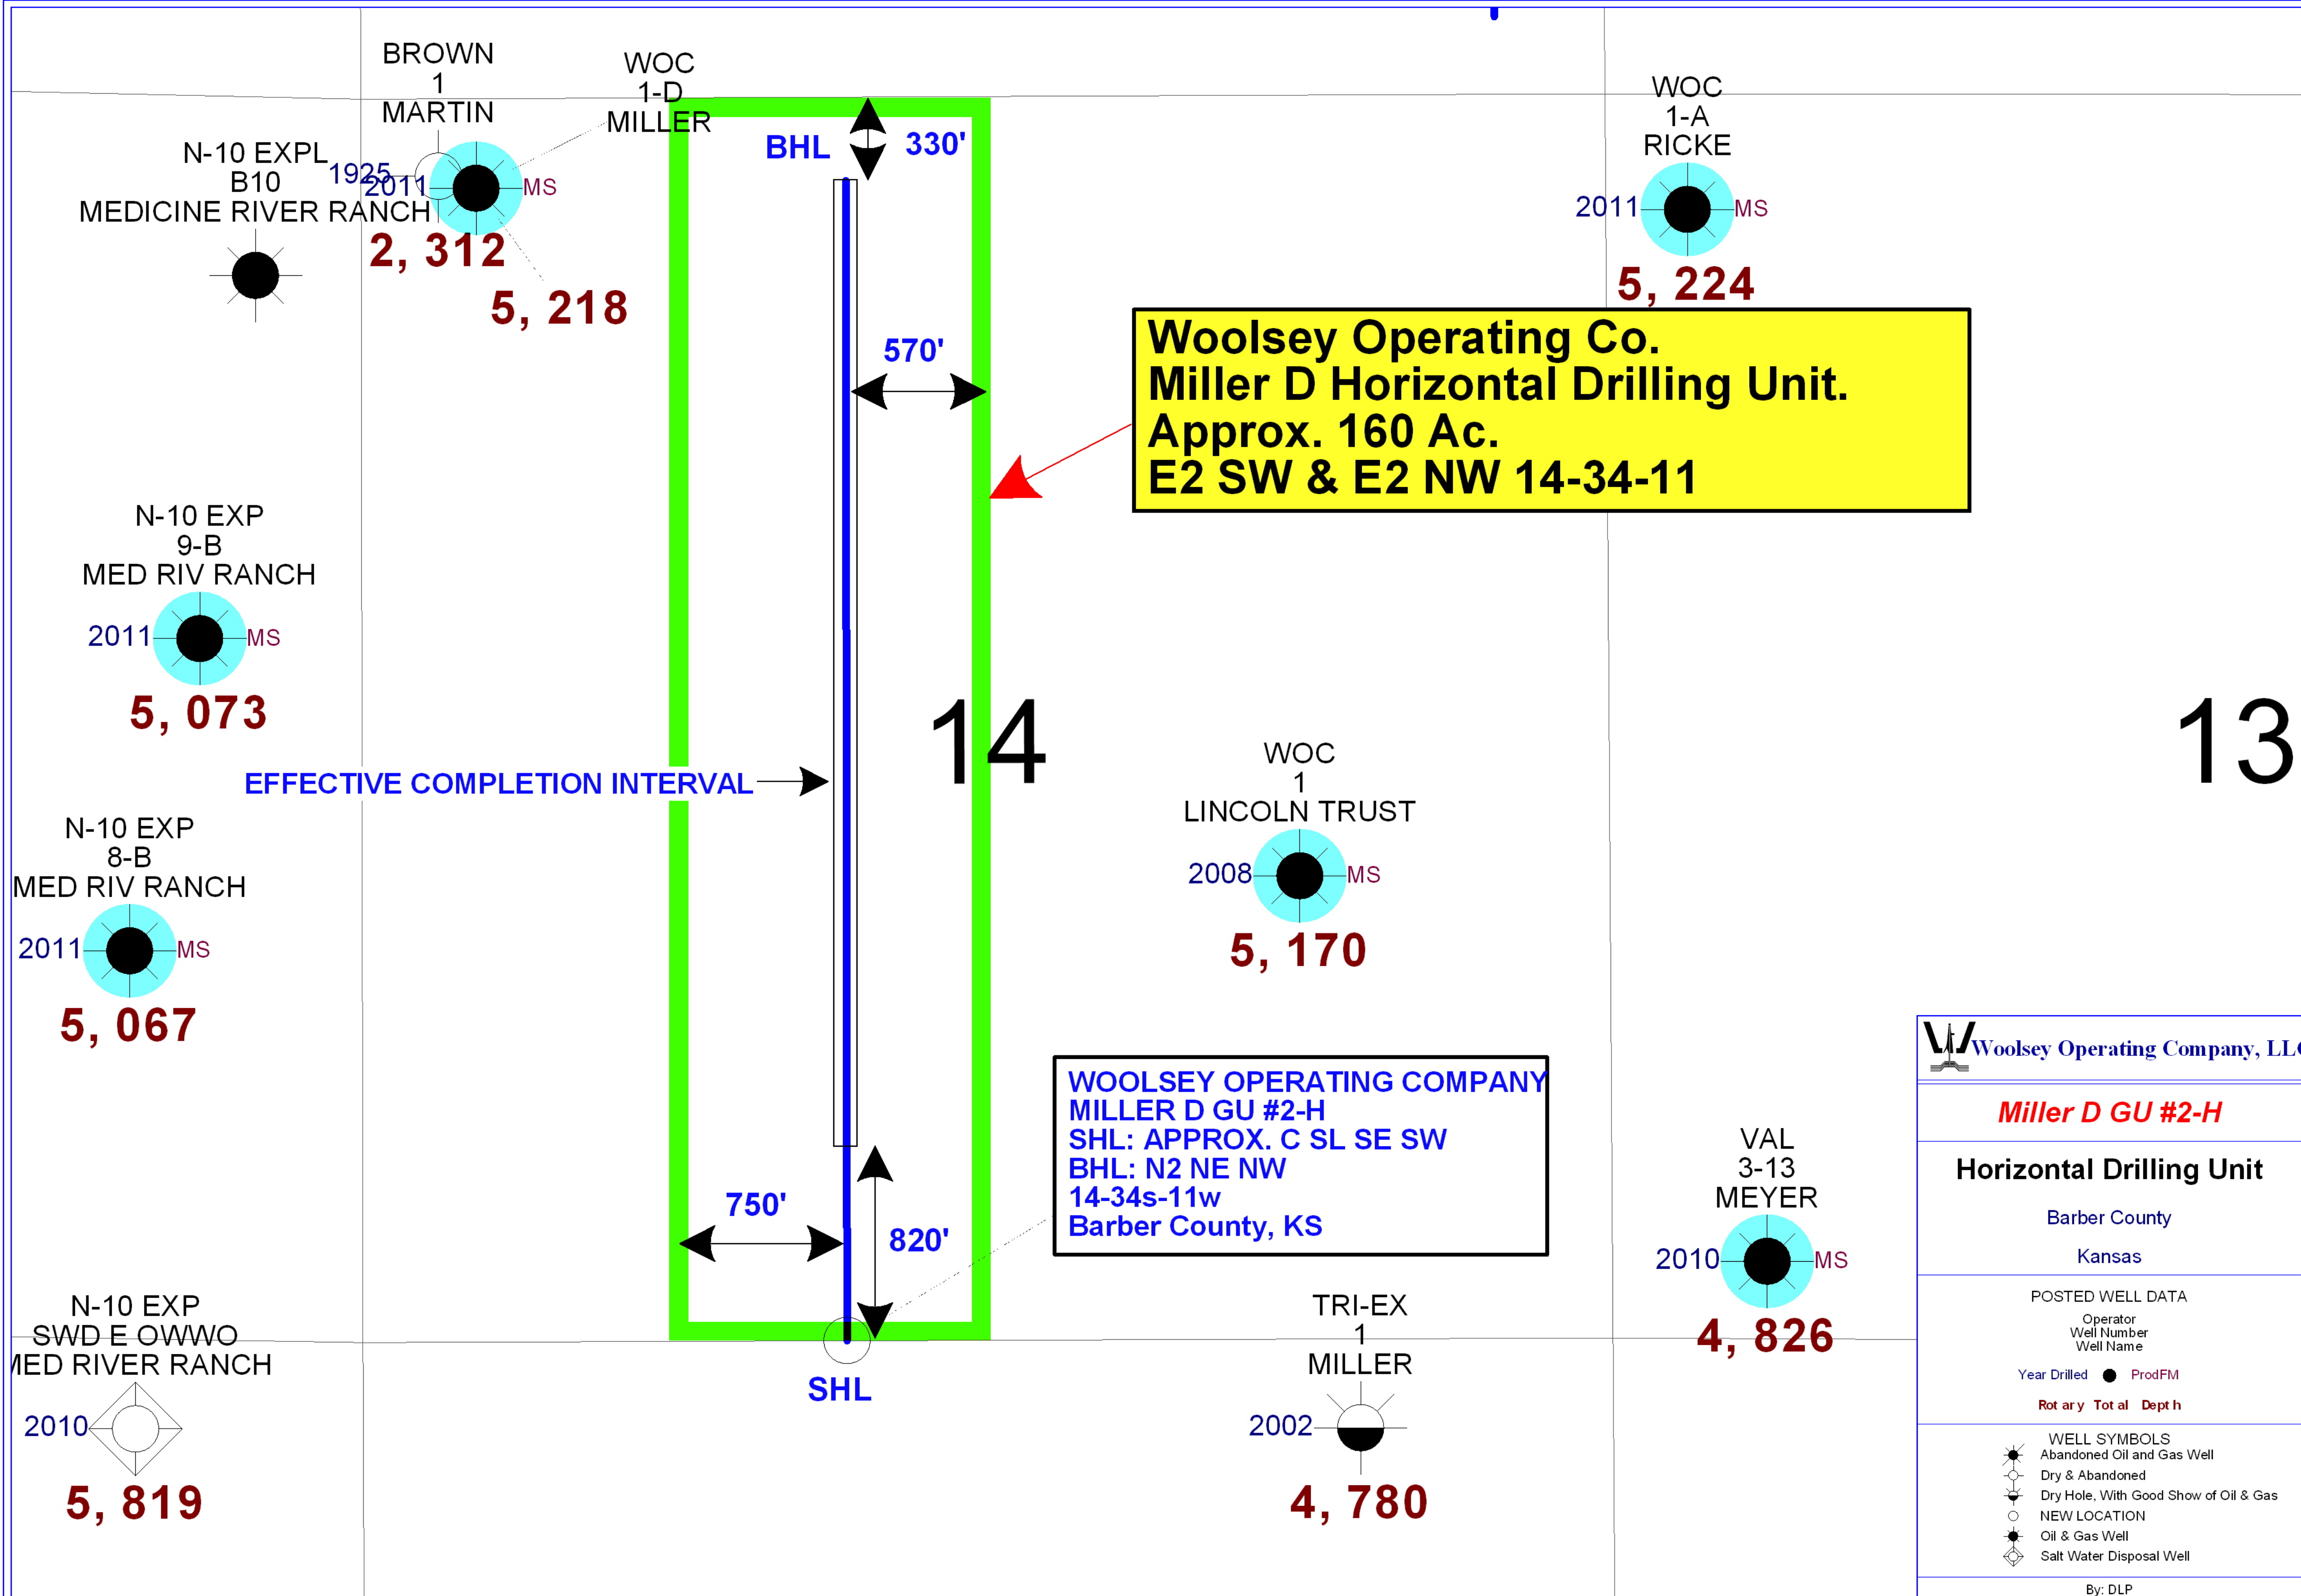 BROWN
1
MARTIN
WOC
1-D
MILLER
WOC
1-A
RICKE
BHL
330'
N-10 EXPL
B10
MEDICINE RIVER RANCH
1925
2011
MS
2, 312
5, 218
2011
MS
5, 224
570'
Woolsey Operating Co.
Miller D Horizontal Drilling Unit.
Approx. 160 Ac.
E2 SW & E2 NW 14-34-11
N-10 EXP
9-B
MED RIV RANCH
2011
MS
5, 073
14
13
EFFECTIVE COMPLETION INTERVAL
WOC
1
LINCOLN TRUST
2008
MS
5, 170
N-10 EXP
8-B
MED RIV RANCH
2011
MS
5, 067
WOOLSEY OPERATING COMPANY
MILLER D GU #2-H
SHL: APPROX. C SL SE SW
BHL: N2 NE NW
14-34s-11w
Barber County, KS
750'
820'
SHL
VAL
3-13
MEYER
2010
MS
4, 826
N-10 EXP
SWD E OWWO
MED RIVER RANCH
2010
5, 819
TRI-EX
1
MILLER
2002
4, 780
Woolsey Operating Company, LLC
Miller D GU #2-H
Horizontal Drilling Unit
Barber County
Kansas
POSTED WELL DATA
Operator
Well Number
Well Name
Year Drilled ProdFM
Rotary Total Depth
WELL SYMBOLS
Abandoned Oil and Gas Well
Dry & Abandoned
Dry Hole, With Good Show of Oil & Gas
NEW LOCATION
Oil & Gas Well
Salt Water Disposal Well
By: DLP